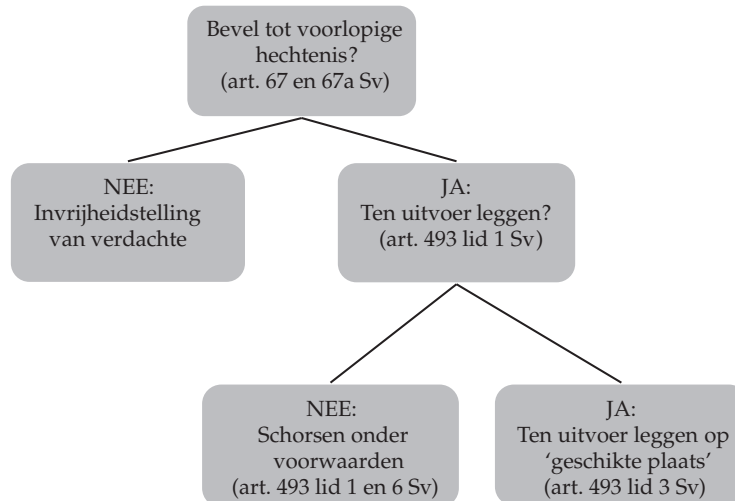 Bevel tot voorlopige
hechtenis?
(art. 67 en 67a Sv)
NEE:
Invrijheidstelling
van verdachte
JA:
Ten uitvoer leggen?
(art. 493 lid 1 Sv)
NEE:
Schorsen onder
voorwaarden
(art. 493 lid 1 en 6 Sv)
JA:
Ten uitvoer leggen op
‘geschikte plaats’
(art. 493 lid 3 Sv)